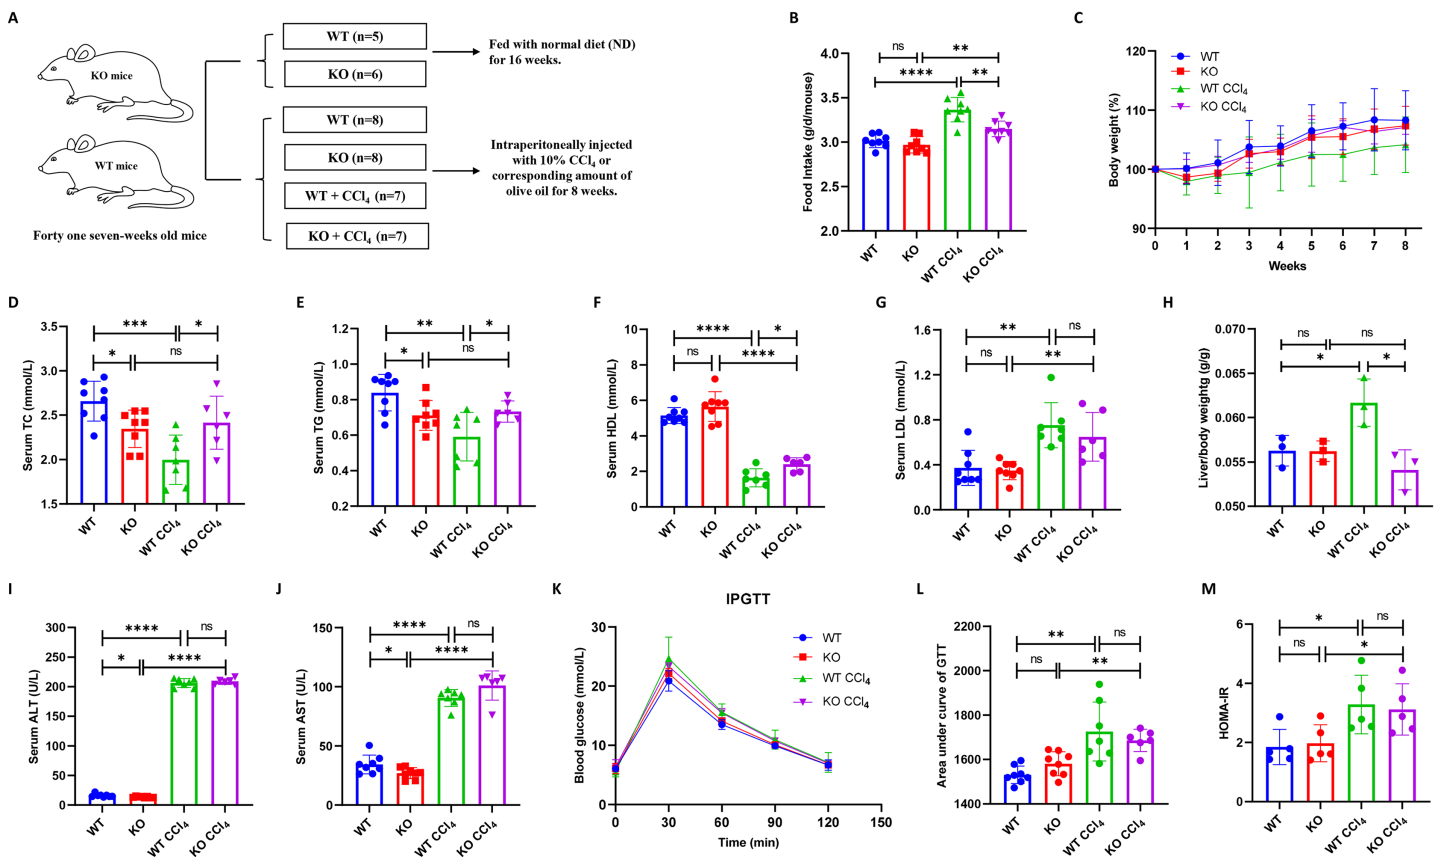 A
KO mice
WT mice
Forty one seven-weeks old mice
WT (n=5)
KO (n=6)
WT (n=8)
KO (n=8)
WT + CCl₄ (n=7)
KO + CCl₄ (n=7)
Fed with normal diet (ND)
for 16 weeks.
Intraperitoneally injected
with 10% CCl₄ or
corresponding amount of
olive oil for 8 weeks.
B
Food Intake (g/d/mouse)
4.0
3.5
3.0
2.5
2.0
ns
**
****
**
WT
KO
WT CCl₄
KO CCl₄
C
Body weight (%)
120
110
100
90
WT
KO
WT CCl₄
KO CCl₄
0 1 2 3 4 5 6 7 8
Weeks
D
Serum TC (mmol/L)
3.5
3.0
2.5
2.0
1.5
***
*
*
ns
WT
KO
WT CCl₄
KO CCl₄
E
Serum TG (mmol/L)
1.2
1.0
0.8
0.6
0.4
0.2
**
*
*
ns
WT
KO
WT CCl₄
KO CCl₄
F
Serum HDL (mmol/L)
10
8
6
4
2
0
****
*
ns
****
WT
KO
WT CCl₄
KO CCl₄
G
Serum LDL (mmol/L)
1.6
1.2
0.8
0.4
0.0
**
ns
ns
**
WT
KO
WT CCl₄
KO CCl₄
H
Liver/body weightg (g/g)
0.070
0.065
0.060
0.055
0.050
ns
ns
*
*
WT
KO
WT CCl₄
KO CCl₄
I
Serum ALT (U/L)
300
250
200
150
100
50
0
****
ns
*
****
WT
KO
WT CCl₄
KO CCl₄
J
Serum AST (U/L)
150
100
50
0
****
ns
*
****
WT
KO
WT CCl₄
KO CCl₄
K
IPGTT
Blood glucose (mmol/L)
30
20
10
0
WT
KO
WT CCl₄
KO CCl₄
0 30 60 90 120 150
Time (min)
L
Area under curve of GTT
2200
2000
1800
1600
1400
**
ns
ns
**
WT
KO
WT CCl₄
KO CCl₄
M
HOMA-IR
6
4
2
0
*
ns
ns
*
WT
KO
WT CCl₄
KO CCl₄